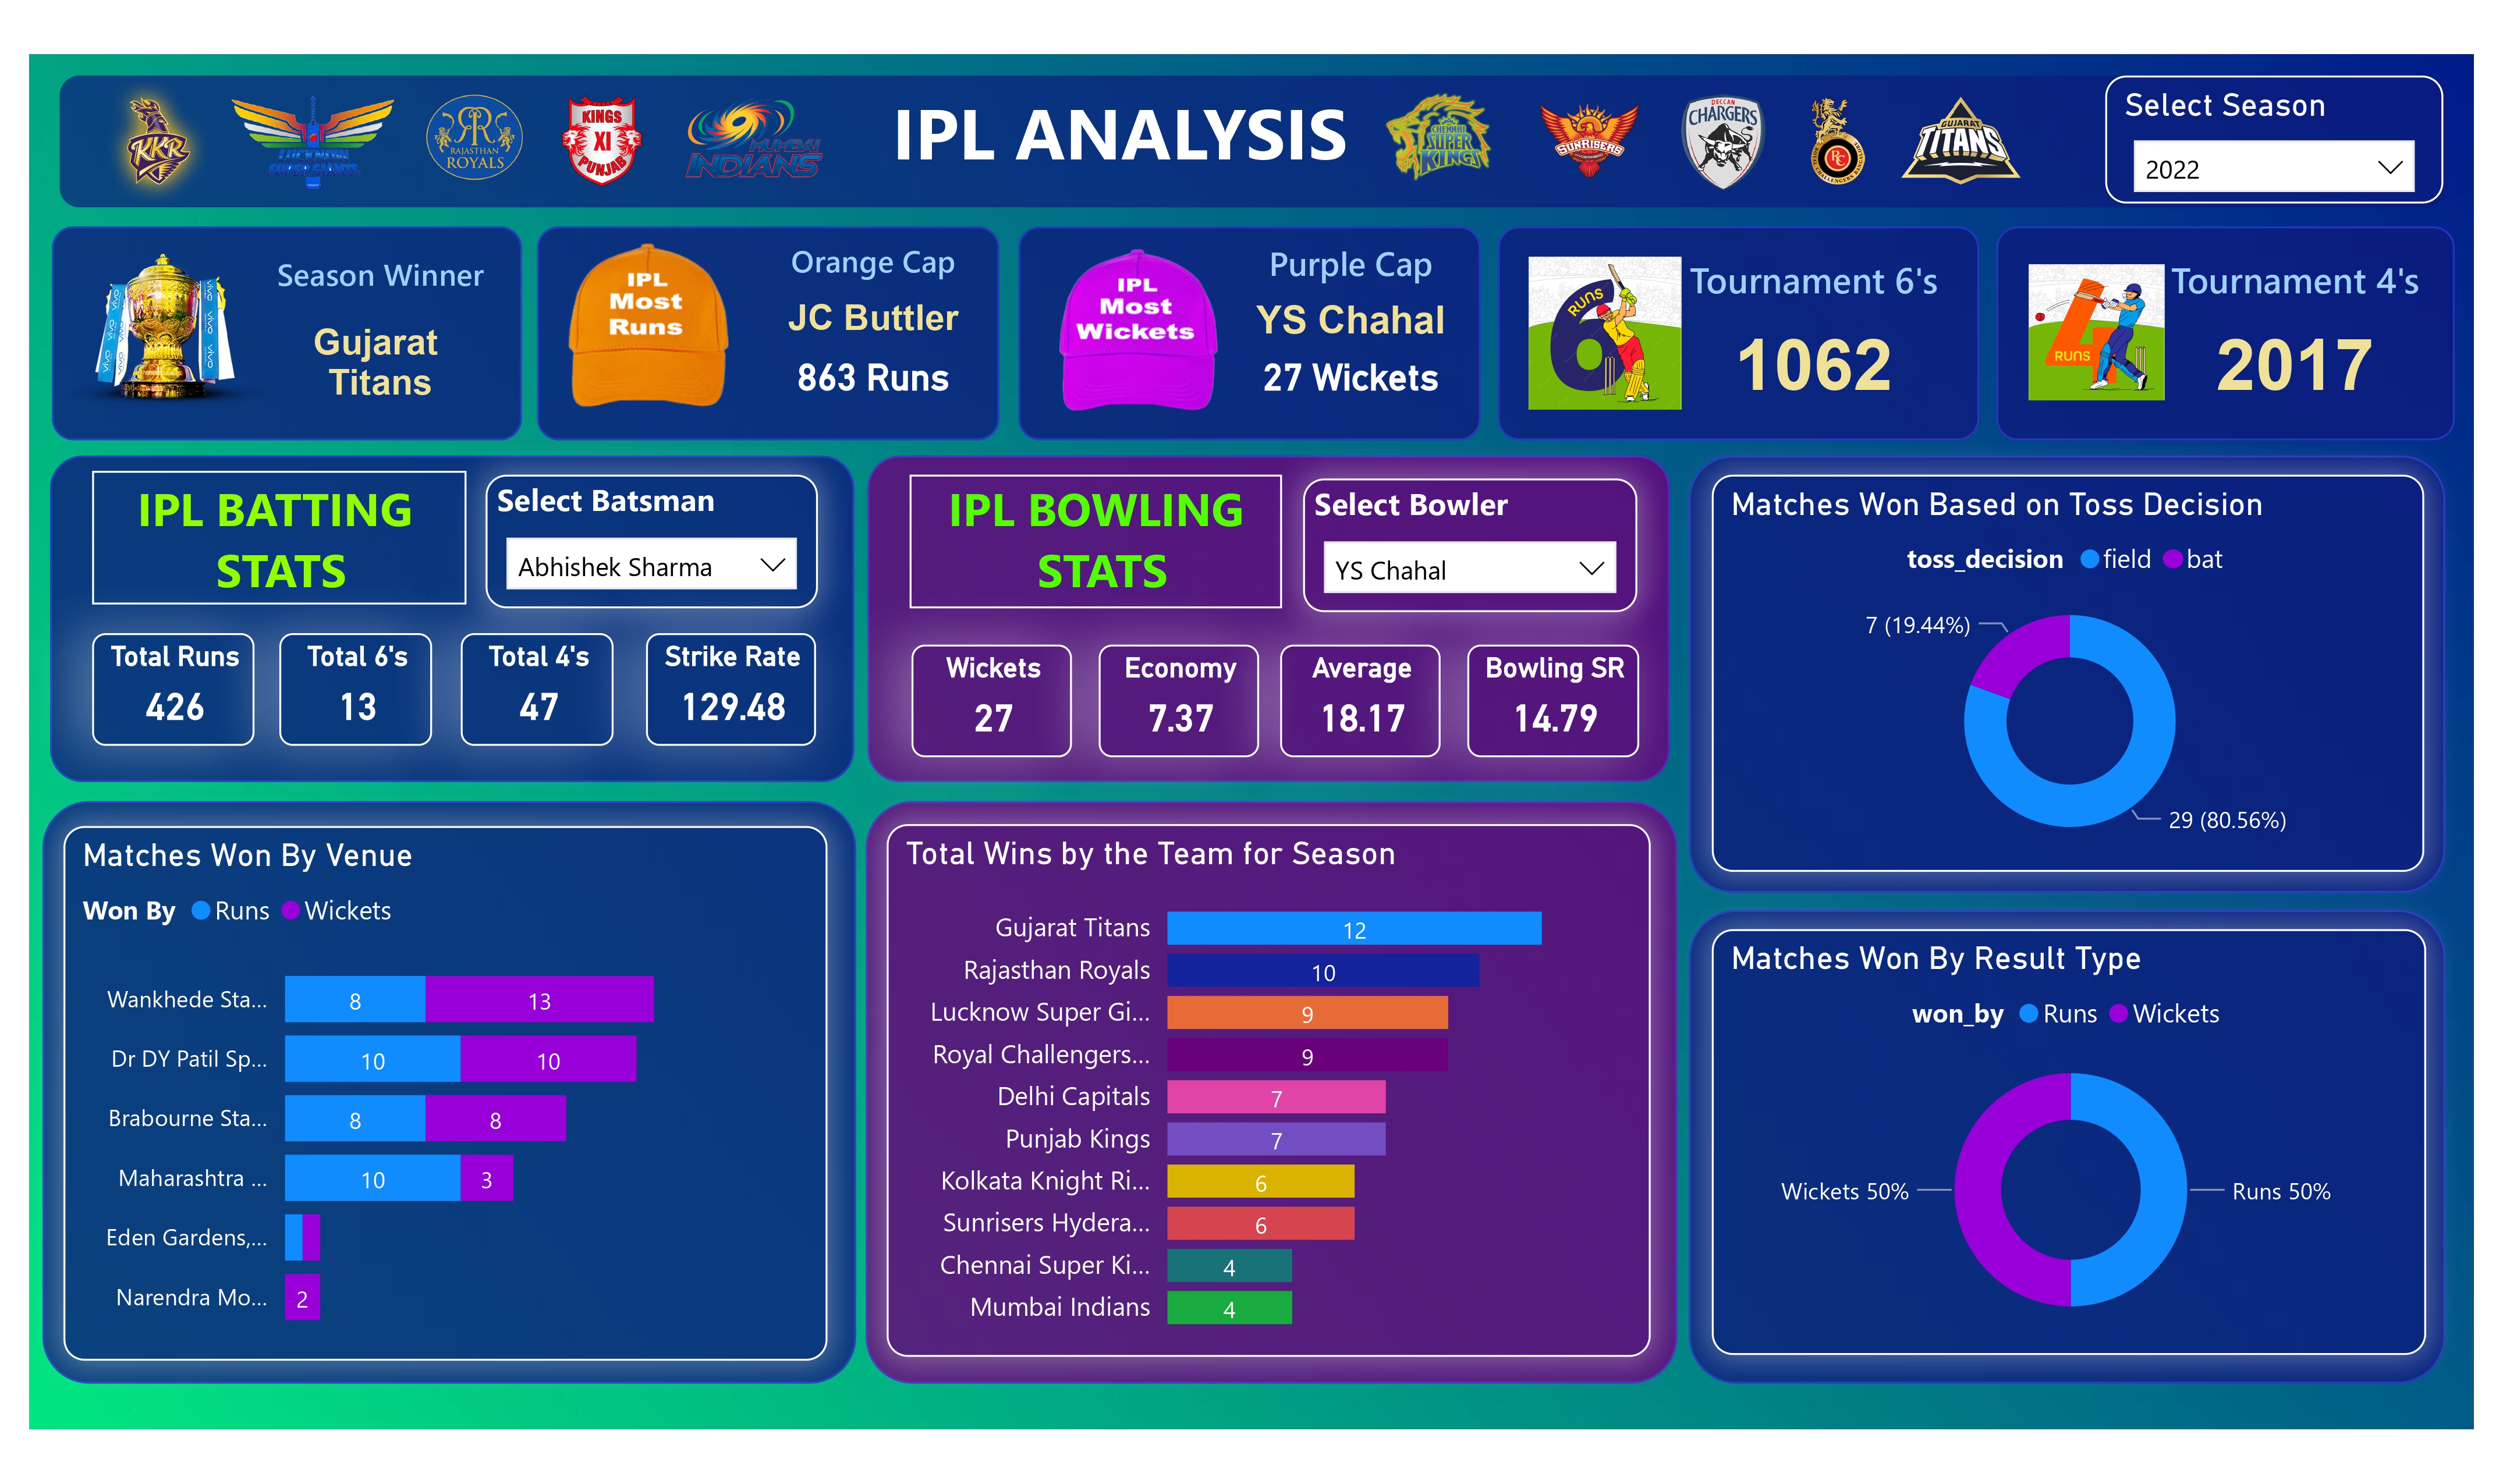 KKR
LUCKNOW
SUPER GIANTS
RAJASTHAN
ROYALS
KINGS
XI
PUNJAB
MUMBAI
INDIANS
IPL ANALYSIS
CHENNAI
SUPER
KINGS
SUNRISERS
DECCAN
CHARGERS
RC
GUJARAT
TITANS
Select Season
2022
vivo
vivo
Season Winner
Gujarat
Titans
IPL
Most
Runs
Orange Cap
JC Buttler
863 Runs
IPL
Most
Wickets
Purple Cap
YS Chahal
27 Wickets
6 RUNS
Tournament 6's
1062
4 RUNS
Tournament 4's
2017
IPL BATTING
STATS
Select Batsman
Abhishek Sharma
Total Runs
426
Total 6's
13
Total 4's
47
Strike Rate
129.48
IPL BOWLING
STATS
Select Bowler
YS Chahal
Wickets
27
Economy
7.37
Average
18.17
Bowling SR
14.79
Matches Won Based on Toss Decision
toss_decision field bat
7 (19.44%)
29 (80.56%)
Matches Won By Venue
Won By Runs Wickets
Wankhede Sta... 8 13
Dr DY Patil Sp... 10 10
Brabourne Sta... 8 8
Maharashtra ... 10 3
Eden Gardens,...
Narendra Mo... 2
Total Wins by the Team for Season
Gujarat Titans 12
Rajasthan Royals 10
Lucknow Super Gi... 9
Royal Challengers... 9
Delhi Capitals 7
Punjab Kings 7
Kolkata Knight Ri... 6
Sunrisers Hydera... 6
Chennai Super Ki... 4
Mumbai Indians 4
Matches Won By Result Type
won_by Runs Wickets
Wickets 50%
Runs 50%